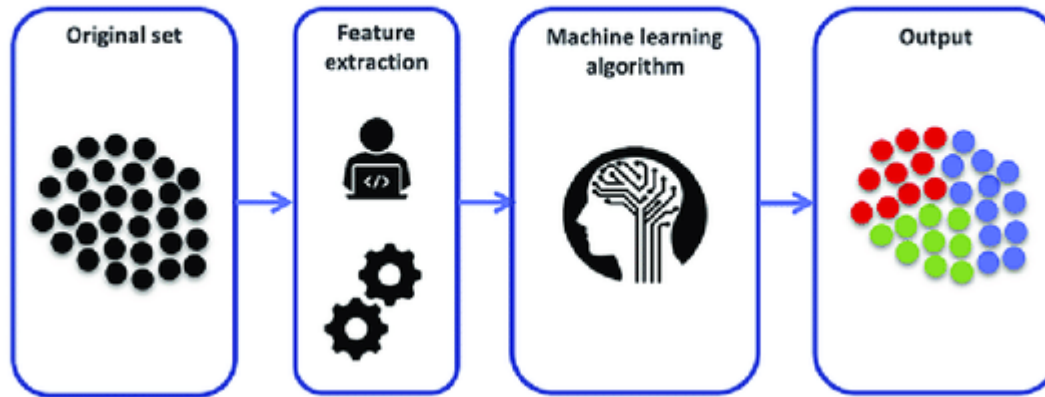 Original set
Feature
extraction
Machine learning
algorithm
Output
</>